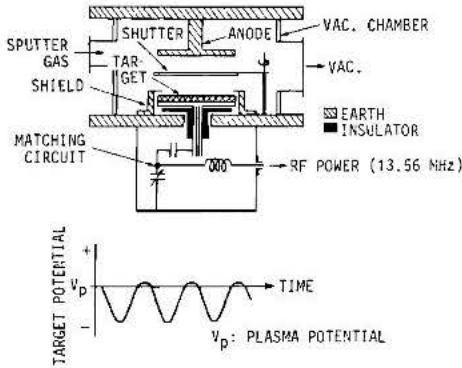 SPUTTER
GAS
SHUTTER
TAR-
GET
SHIELD
ANODE
VAC. CHAMBER
VAC.
EARTH
INSULATOR
MATCHING
CIRCUIT
RF POWER (13.56 MHz)
TARGET POTENTIAL
+
Vp
-
TIME
Vp: PLASMA POTENTIAL